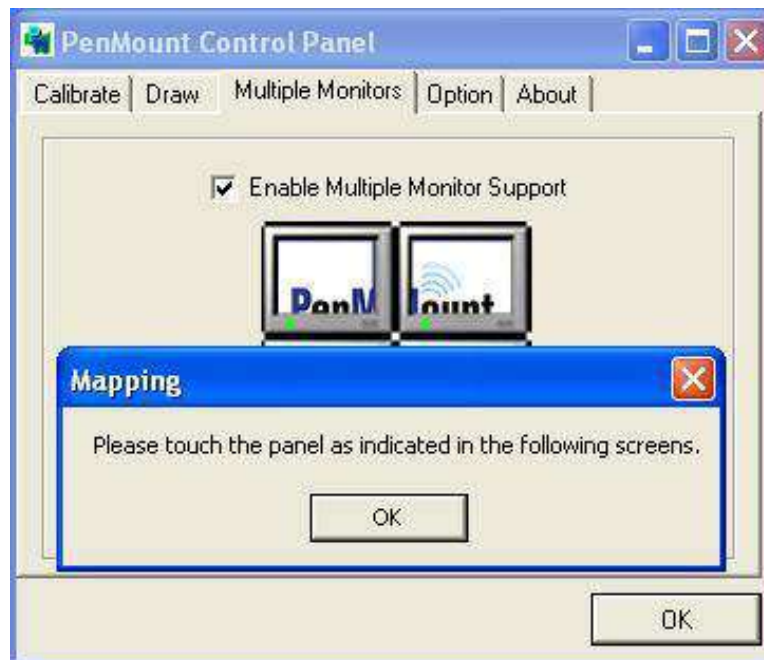 PenMount Control Panel
Calibrate Draw Multiple Monitors Option About
Enable Multiple Monitor Support
PenMount
Mapping
Please touch the panel as indicated in the following screens.
OK
OK